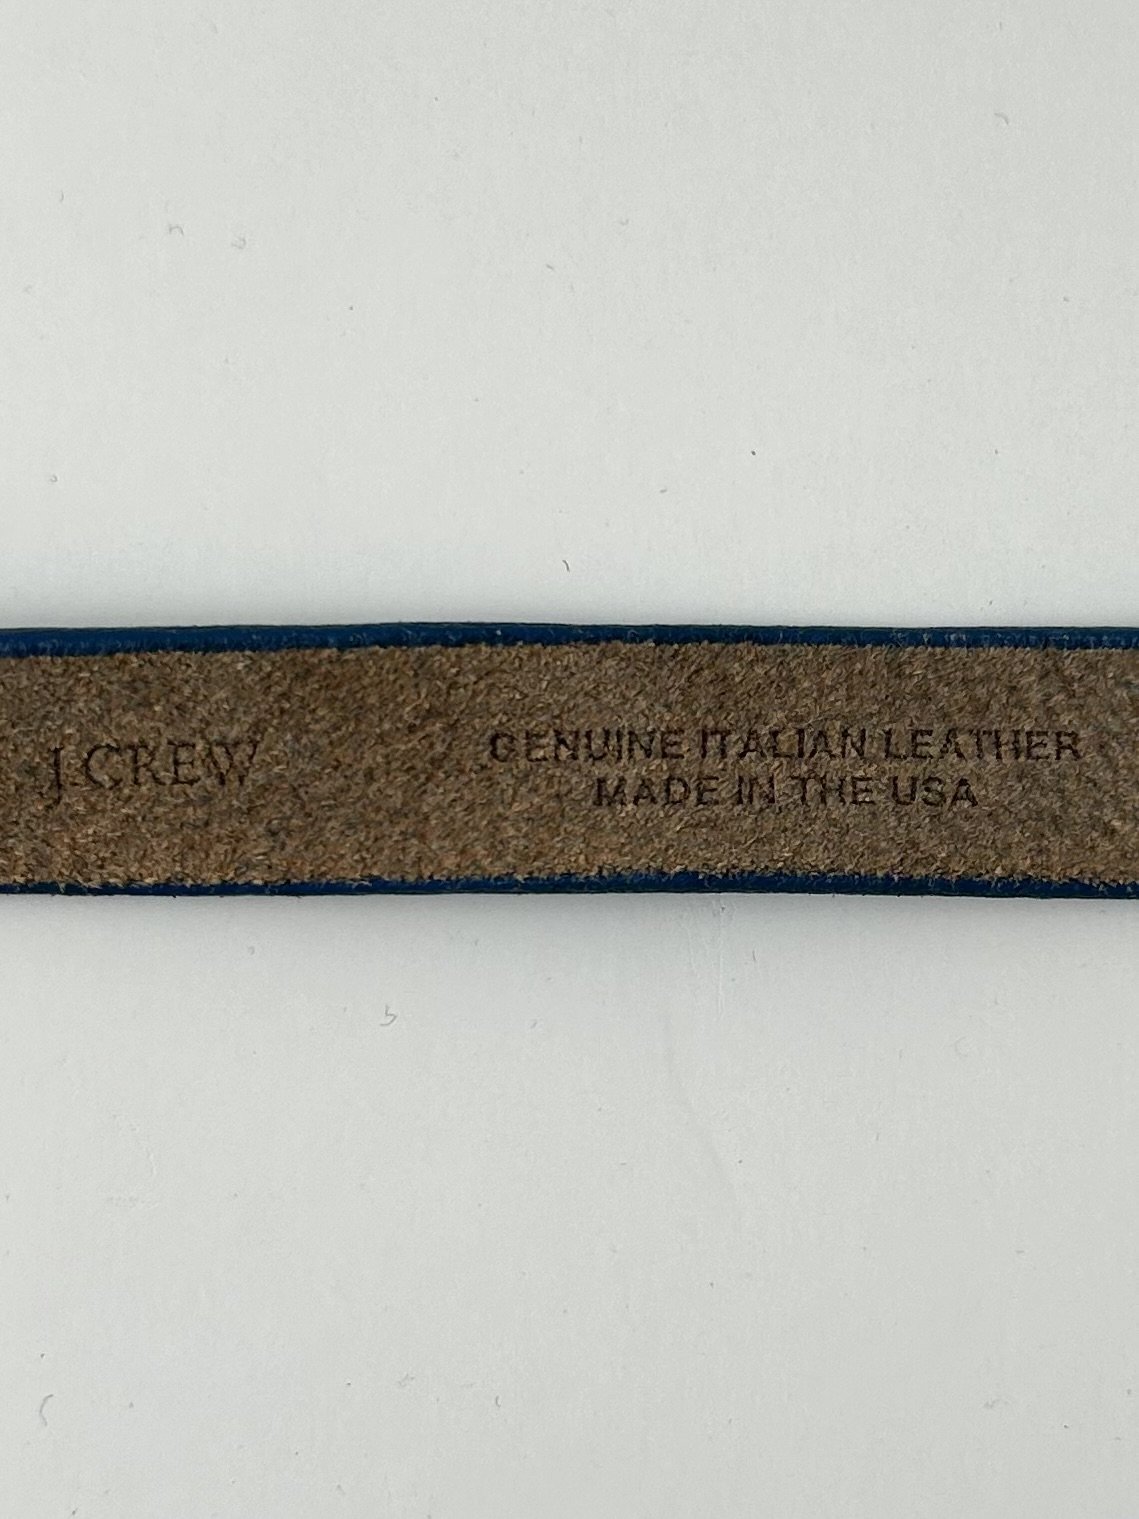 J.CREW
GENUINE ITALIAN LEATHER
MADE IN THE USA